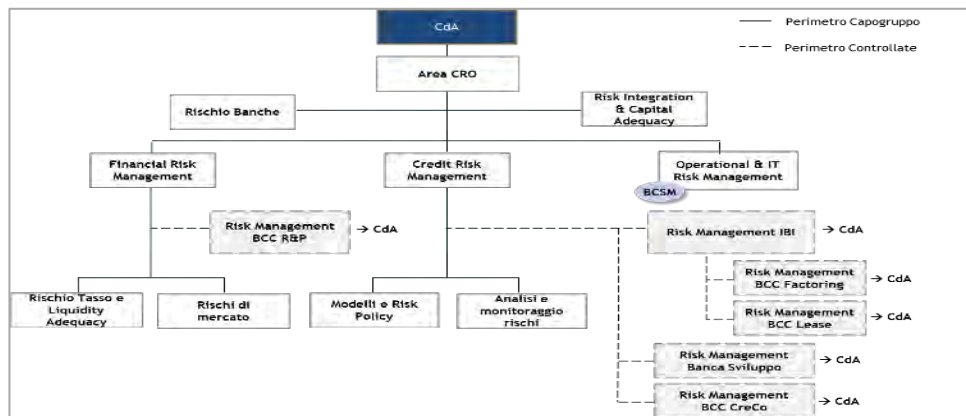 CdA
Perimetro Capogruppo
Perimetro Controllate
Area CRO
Rischio Banche
Risk Integration
& Capital
Adequacy
Financial Risk
Management
Credit Risk
Management
Operational & IT
Risk Management
BCSM
Risk Management
BCC R&P
→ CdA
Risk Management IBI
→ CdA
Risk Management
BCC Factoring
→ CdA
Rischio Tasso e
Liquidity
Adequacy
Rischi di
mercato
Modelli e Risk
Policy
Analisi e
monitoraggio
rischi
Risk Management
BCC Lease
→ CdA
Risk Management
Banca Sviluppo
→ CdA
Risk Management
BCC CreCo
→ CdA